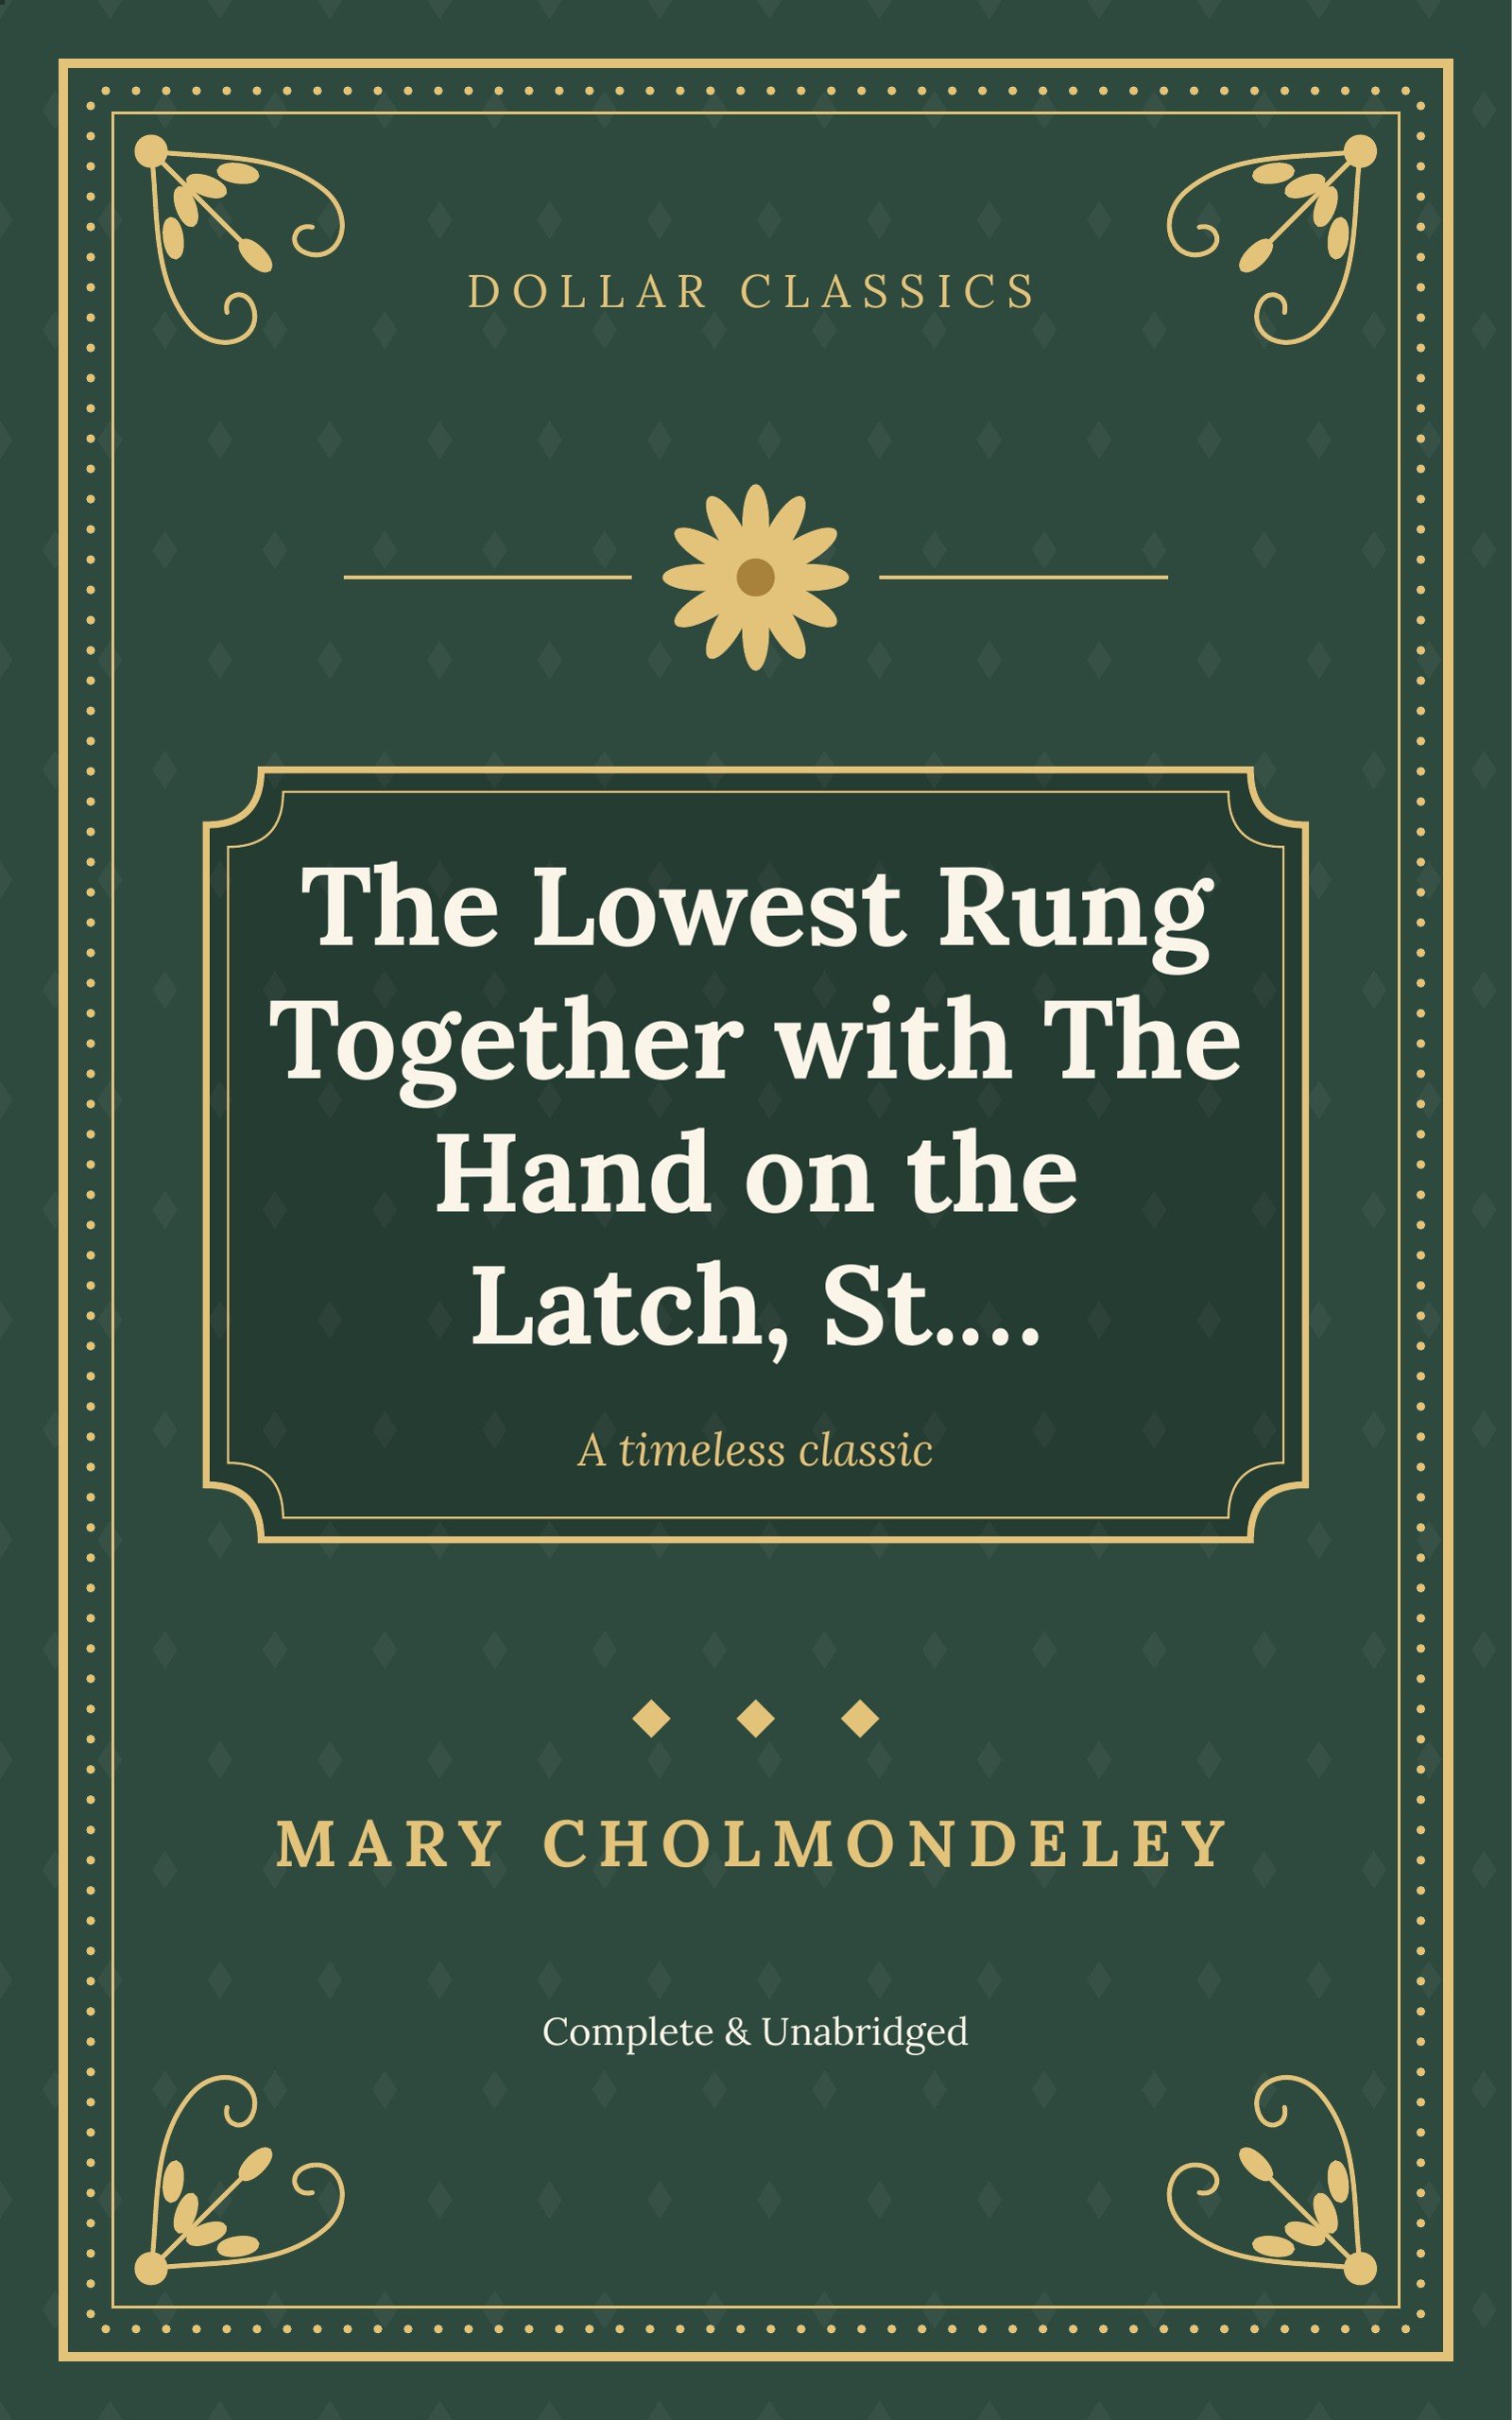 DOLLAR CLASSICS
The Lowest Rung
Together with The
Hand on the
Latch, St....
A timeless classic
MARY CHOLMONDELEY
Complete & Unabridged